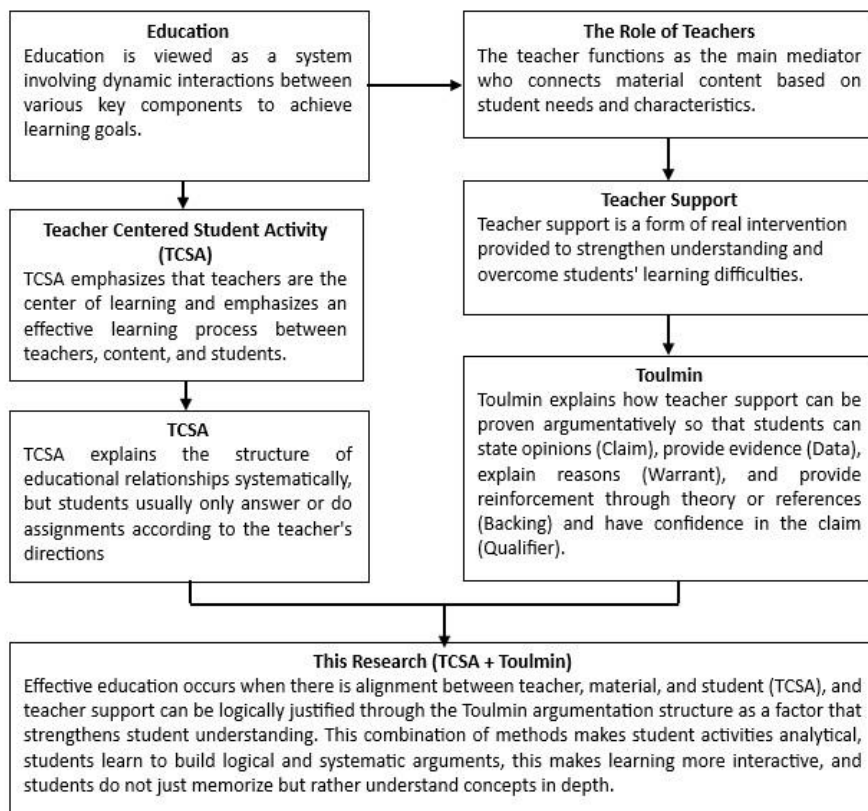 Education
Education is viewed as a system
involving dynamic interactions between
various key components to achieve
learning goals.
The Role of Teachers
The teacher functions as the main mediator
who connects material content based on
student needs and characteristics.
Teacher Centered Student Activity
(TCSA)
TCSA emphasizes that teachers are the
center of learning and emphasizes an
effective learning process between
teachers, content, and students.
Teacher Support
Teacher support is a form of real intervention
provided to strengthen understanding and
overcome students' learning difficulties.
TCSA
TCSA explains the structure of
educational relationships systematically,
but students usually only answer or do
assignments according to the teacher's
directions
Toulmin
Toulmin explains how teacher support can be
proven argumentatively so that students can
state opinions (Claim), provide evidence (Data),
explain reasons (Warrant), and provide
reinforcement through theory or references
(Backing) and have confidence in the claim
(Qualifier).
This Research (TCSA + Toulmin)
Effective education occurs when there is alignment between teacher, material, and student (TCSA), and
teacher support can be logically justified through the Toulmin argumentation structure as a factor that
strengthens student understanding. This combination of methods makes student activities analytical,
students learn to build logical and systematic arguments, this makes learning more interactive, and
students do not just memorize but rather understand concepts in depth.